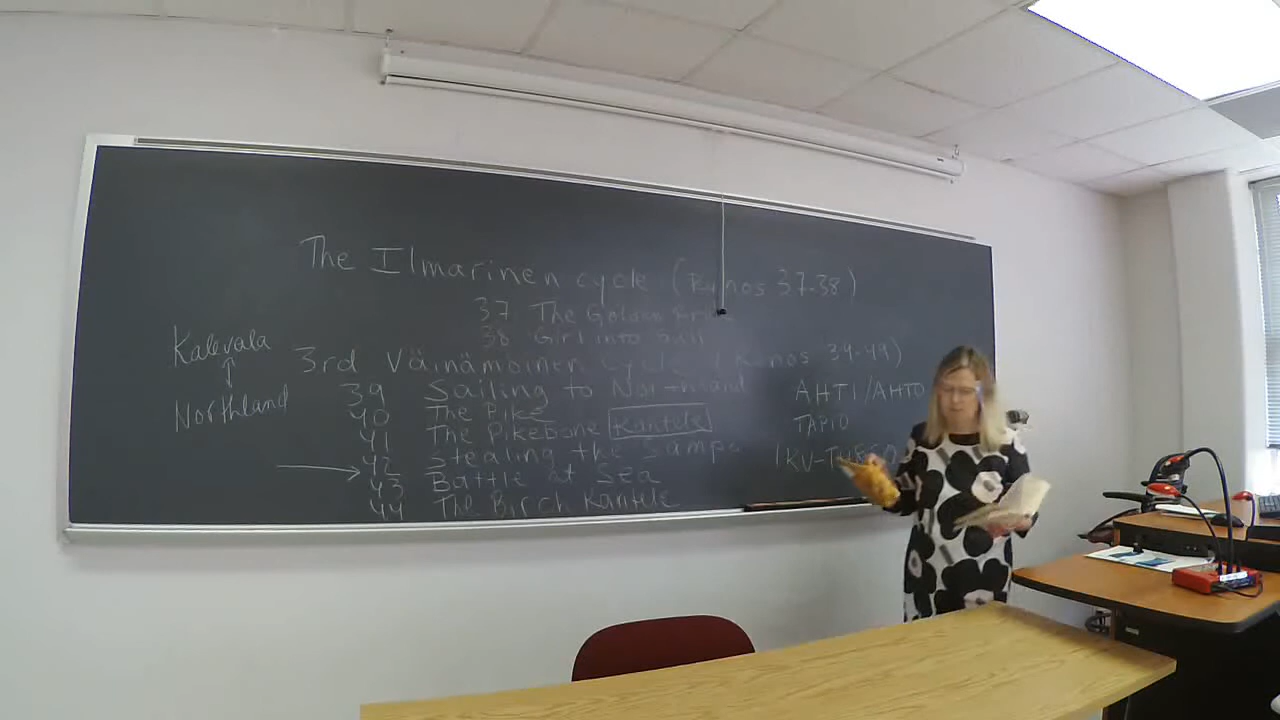 The Ilmarinen cycle (Runos 37-38)
37 The Golden
38 Girl into gull
Kalevala
Northland
3rd Väinämöinen cycle (Runos 39-44)
39 Sailing to Northland
40 The Pike
41 The Pikebone Kantele
42 Stealing the Sampo
43 Battle at Sea
44 The Birch Kantele
AHTI/AHTO
TAPIO
IKU-TURSO